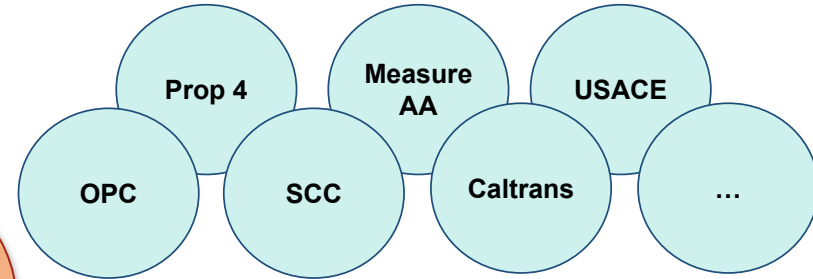 Prop 4
Measure
AA
USACE
OPC
SCC
Caltrans
...